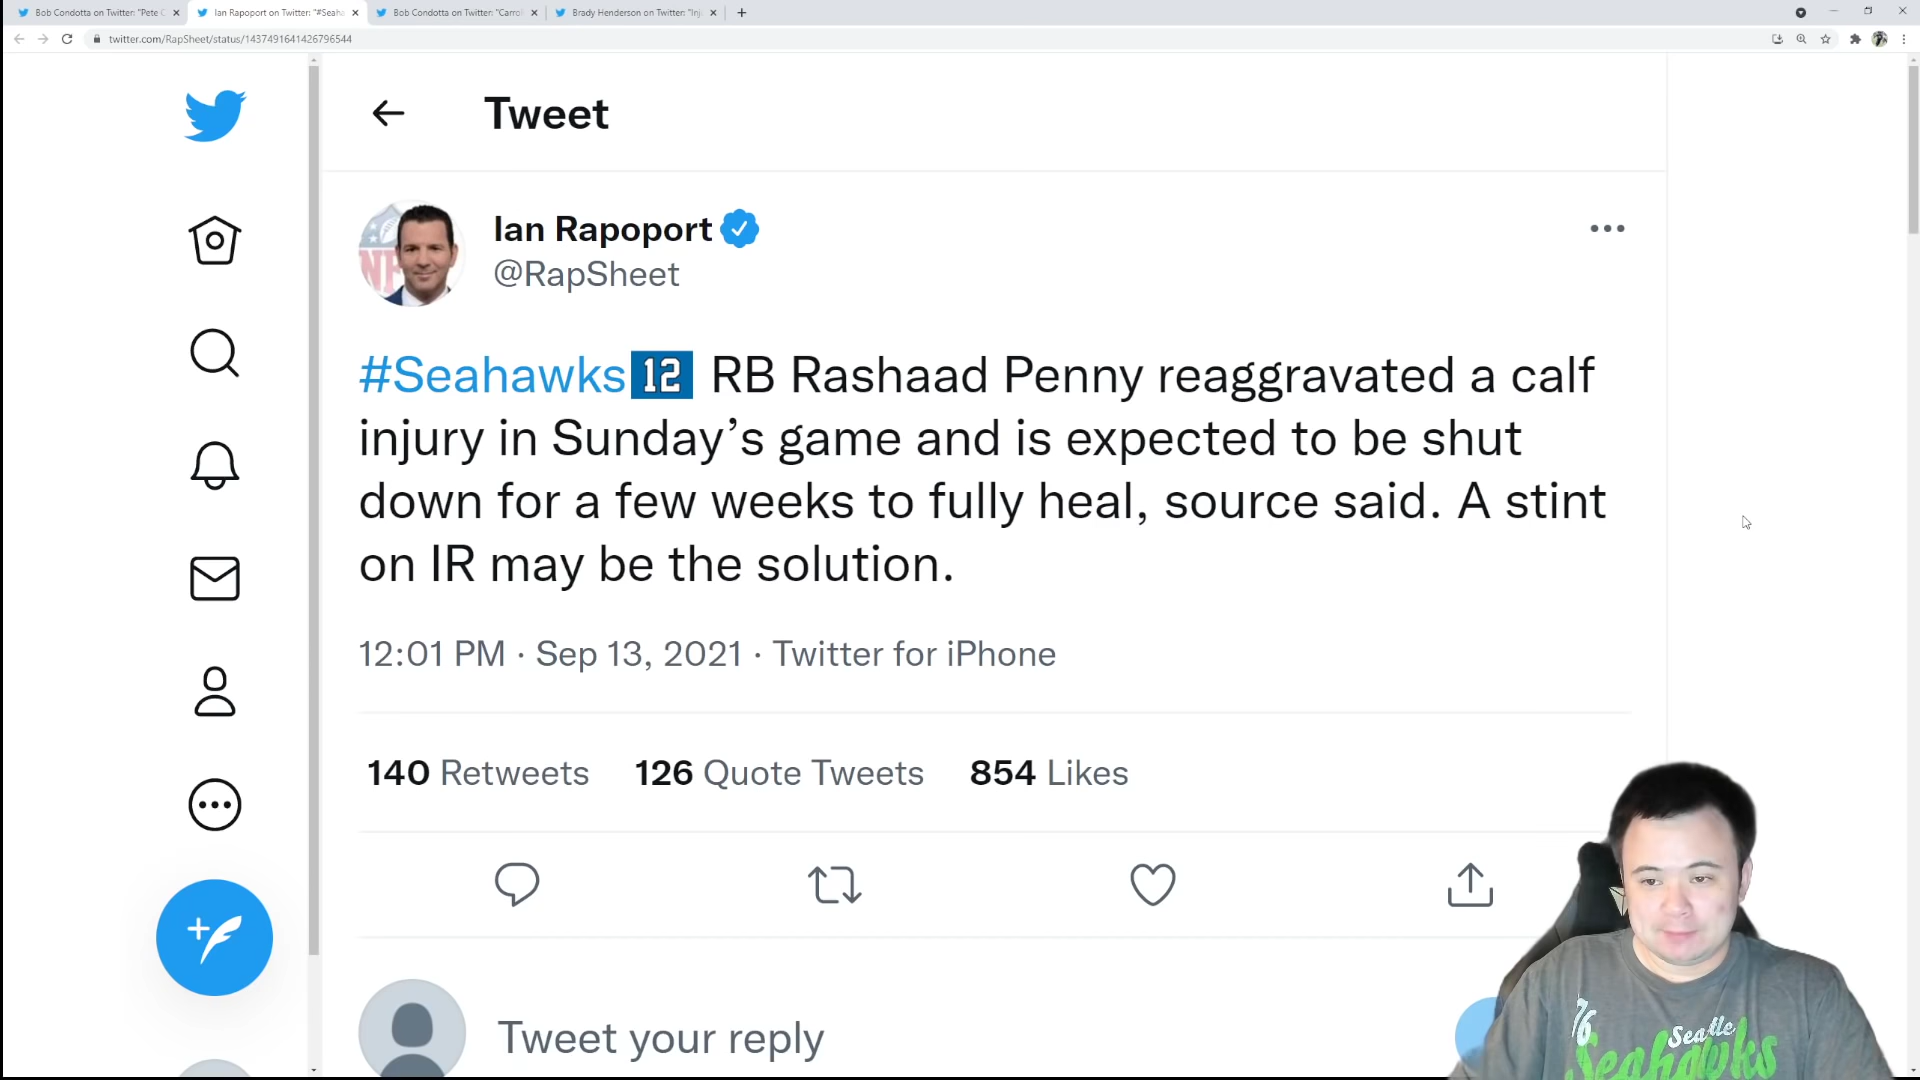 Bob Condotta on Twitter: "Pete C
Ian Rapoport on Twitter: "#Seaha
Bob Condotta on Twitter: "Carrol
Brady Henderson on Twitter: "Inj
twitter.com/RapSheet/status/1437491641426796544
Tweet
Ian Rapoport
@RapSheet
#Seahawks 12 RB Rashaad Penny reaggravated a calf
injury in Sunday’s game and is expected to be shut
down for a few weeks to fully heal, source said. A stint
on IR may be the solution.
12:01 PM · Sep 13, 2021 · Twitter for iPhone
140 Retweets 126 Quote Tweets 854 Likes
Tweet your reply
76
Seattle
Seahawks